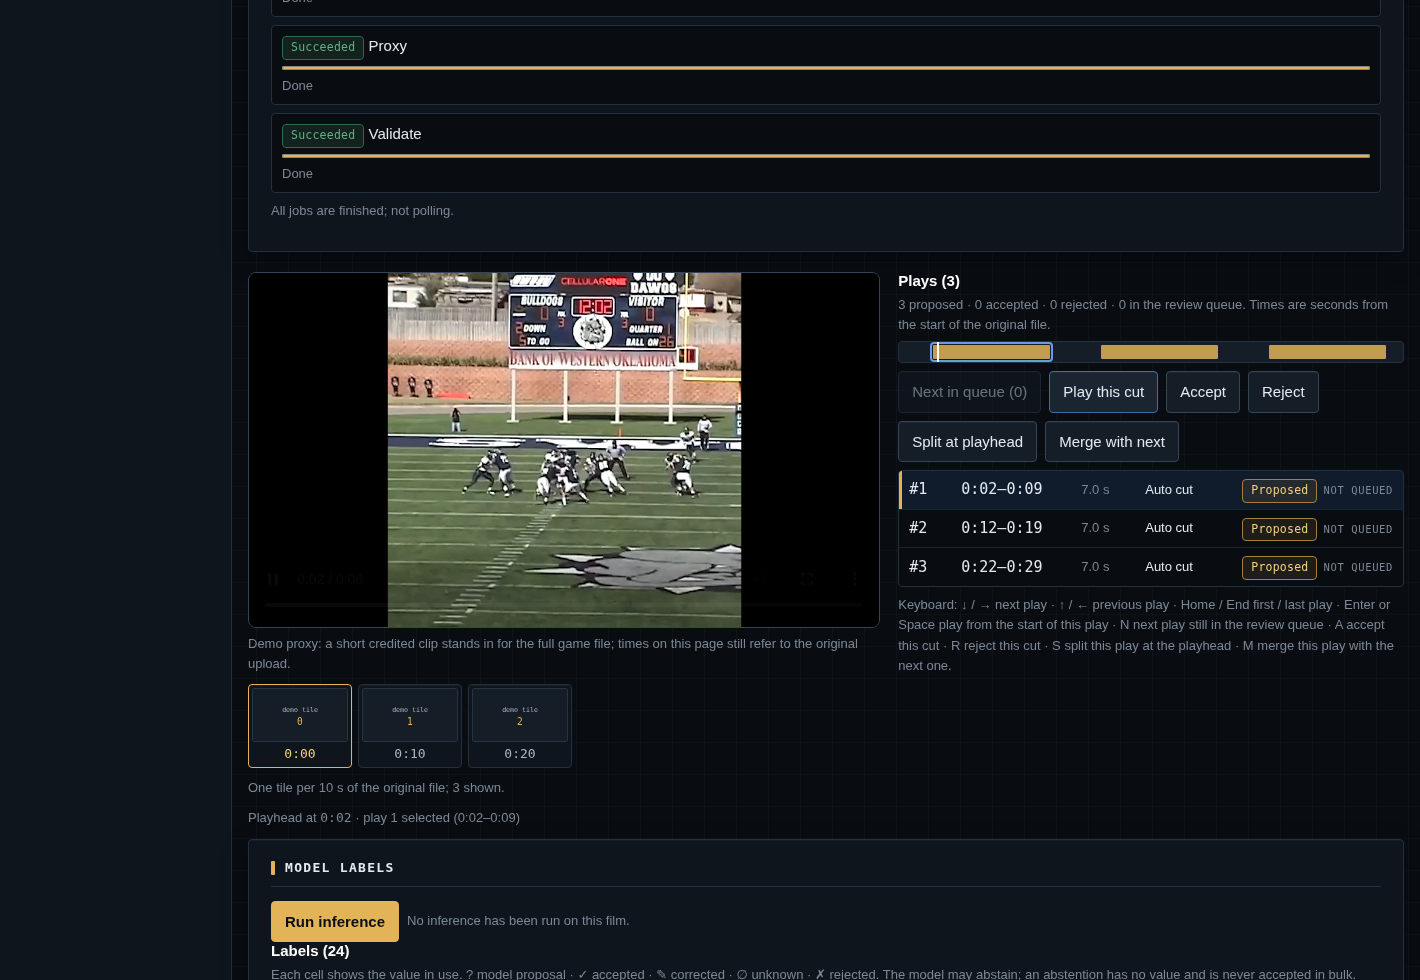 Succeeded Proxy
Done
Succeeded Validate
Done
All jobs are finished; not polling.
CELLULARONE DAWGS
BULLDOGS 12:02 VISITOR
DOWN QUARTER
TO GO BALL ON
BANK OF WESTERN OKLAHOMA
Demo proxy: a short credited clip stands in for the full game file; times on this page still refer to the original
upload.
demo tile demo tile demo tile
0 1 2
0:00 0:10 0:20
One tile per 10 s of the original file; 3 shown.
Playhead at 0:02 · play 1 selected (0:02–0:09)
Plays (3)
3 proposed · 0 accepted · 0 rejected · 0 in the review queue. Times are seconds from
the start of the original file.
Next in queue (0) Play this cut Accept Reject
Split at playhead Merge with next
#1 0:02–0:09 7.0 s Auto cut Proposed NOT QUEUED
#2 0:12–0:19 7.0 s Auto cut Proposed NOT QUEUED
#3 0:22–0:29 7.0 s Auto cut Proposed NOT QUEUED
Keyboard: ↓ / → next play · ↑ / ← previous play · Home / End first / last play · Enter or
Space play from the start of this play · N next play still in the review queue · A accept
this cut · R reject this cut · S split this play at the playhead · M merge this play with the
next one.
MODEL LABELS
Run inference No inference has been run on this film.
Labels (24)
Each cell shows the value in use. ? model proposal · ✓ accepted · ✎ corrected · ∅ unknown · ✗ rejected. The model may abstain; an abstention has no value and is never accepted in bulk.